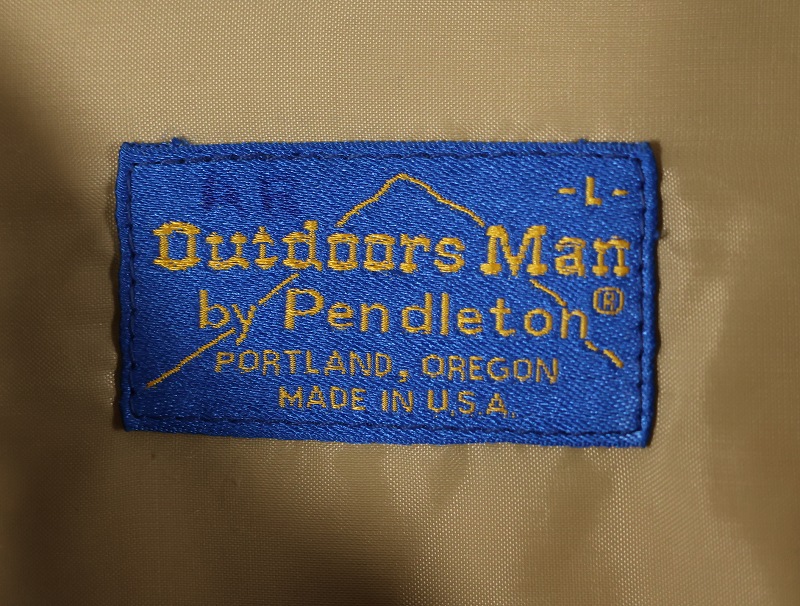 -L-
Outdoors Man
by Pendleton®
PORTLAND, OREGON
MADE IN U.S.A.